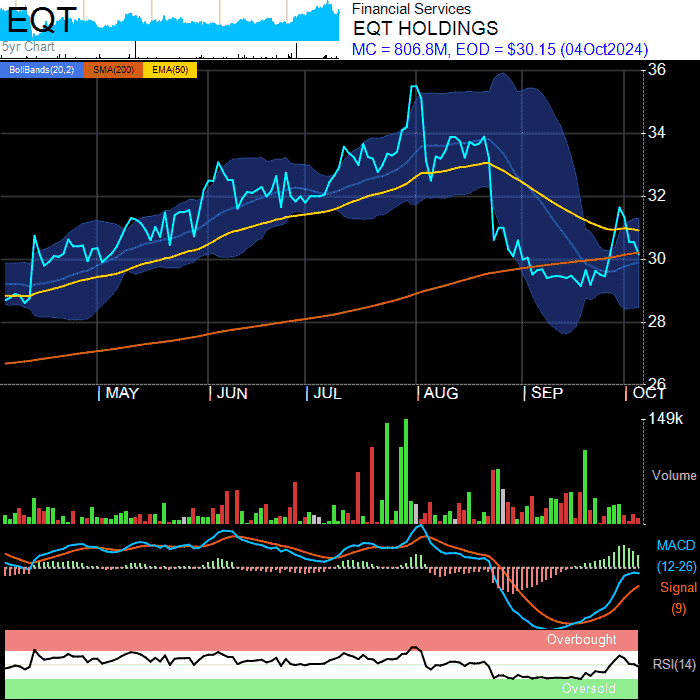 EQT
5yr Chart
Financial Services
EQT HOLDINGS
MC = 806.8M, EOD = $30.15 (04Oct2024)
BollBands(20,2) SMA(200) EMA(50)
36
34
32
30
28
26
MAY JUN JUL AUG SEP OCT
149k
Volume
MACD
(12-26)
Signal
(9)
Overbought
RSI(14)
Oversold